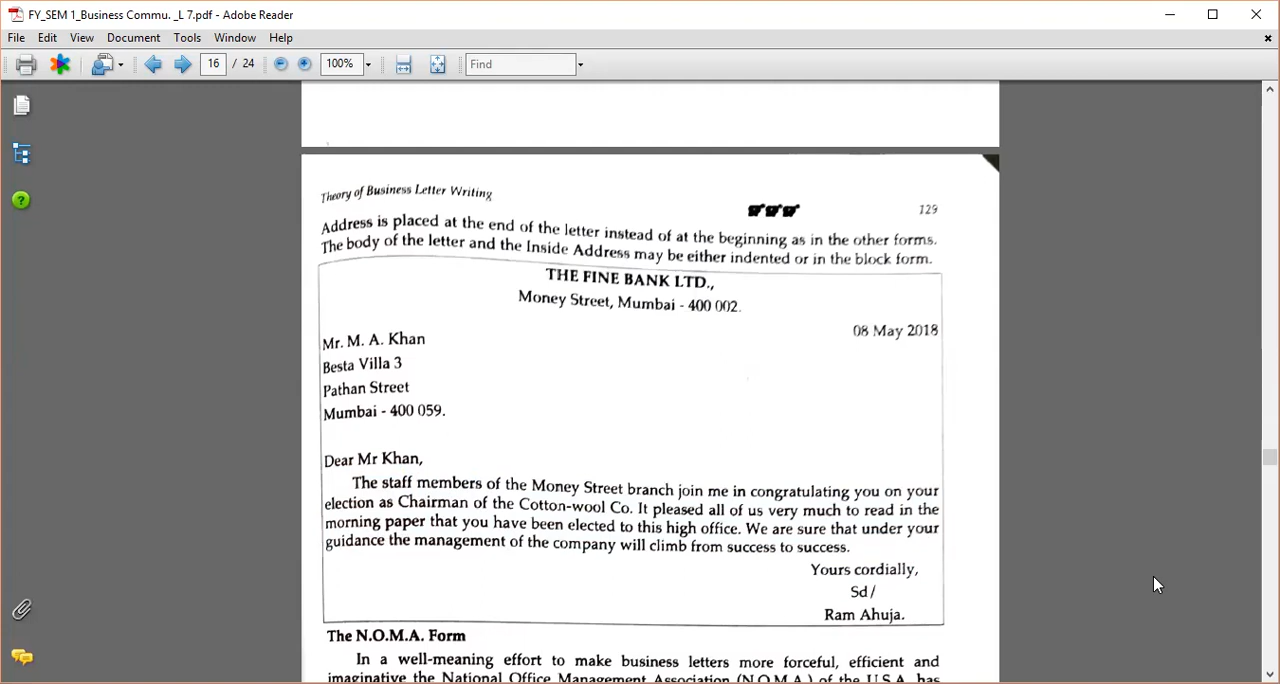 FY_SEM 1_Business Commu. _L 7.pdf - Adobe Reader
File Edit View Document Tools Window Help
16 / 24 100% Find
Theory of Business Letter Writing
129
Address is placed at the end of the letter instead of at the beginning as in the other forms.
The body of the letter and the Inside Address may be either indented or in the block form.
THE FINE BANK LTD.,
Money Street, Mumbai - 400 002.
08 May 2018
Mr. M. A. Khan
Besta Villa 3
Pathan Street
Mumbai - 400 059.
Dear Mr Khan,
The staff members of the Money Street branch join me in congratulating you on your
election as Chairman of the Cotton-wool Co. It pleased all of us very much to read in the
morning paper that you have been elected to this high office. We are sure that under your
guidance the management of the company will climb from success to success.
Yours cordially,
Sd/
Ram Ahuja.
The N.O.M.A. Form
In a well-meaning effort to make business letters more forceful, efficient and
imaginative the National Office Management Association (N.O.M.A.) of the U.S.A. has